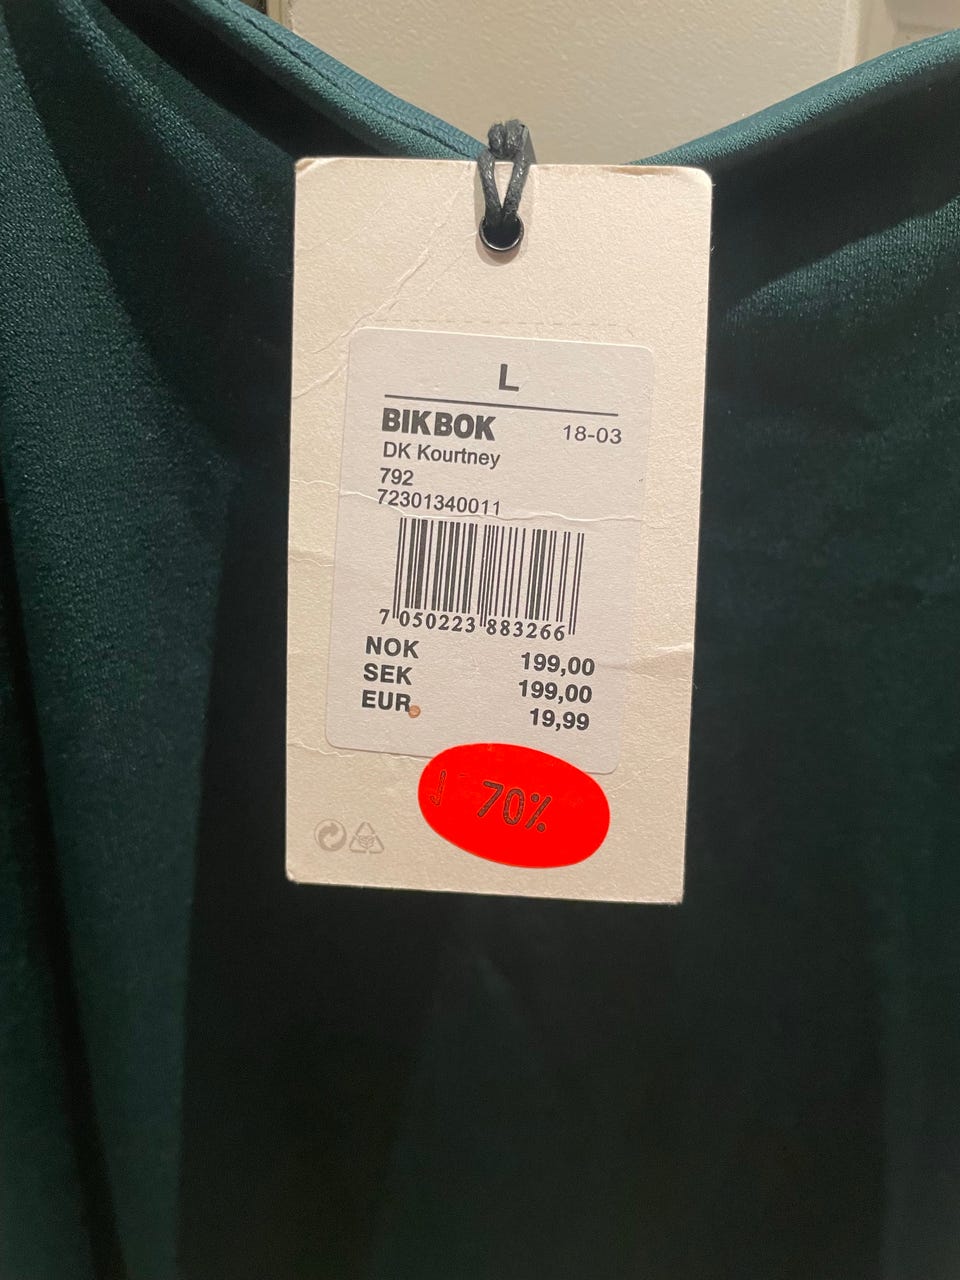 L
BIKBOK 18-03
DK Kourtney
792
72301340011
7 050223 883266
NOK 199,00
SEK 199,00
EUR 19,99
70%